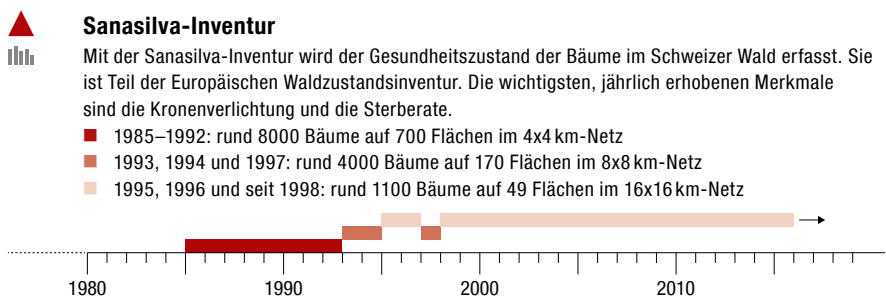 Sanasilva-Inventur
Mit der Sanasilva-Inventur wird der Gesundheitszustand der Bäume im Schweizer Wald erfasst. Sie
ist Teil der Europäischen Waldzustandsinventur. Die wichtigsten, jährlich erhobenen Merkmale
sind die Kronenverlichtung und die Sterberate.
1985–1992: rund 8000 Bäume auf 700 Flächen im 4x4 km-Netz
1993, 1994 und 1997: rund 4000 Bäume auf 170 Flächen im 8x8 km-Netz
1995, 1996 und seit 1998: rund 1100 Bäume auf 49 Flächen im 16x16 km-Netz
1980 1990 2000 2010